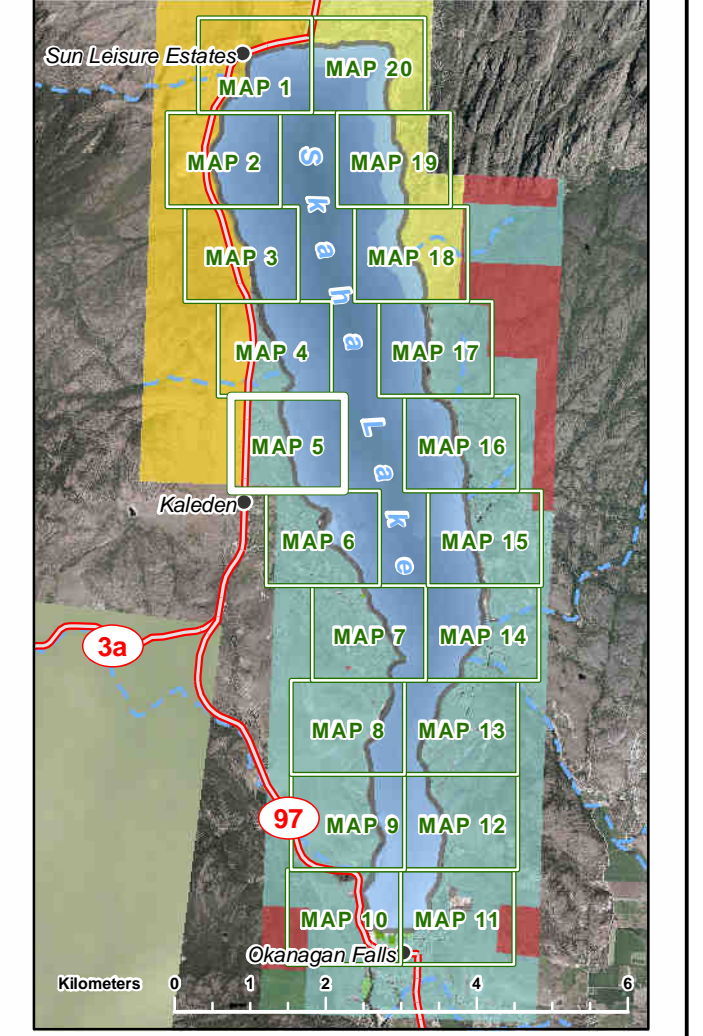 Sun Leisure Estates
MAP 20
MAP 1
MAP 2
MAP 19
MAP 3
MAP 18
MAP 4
MAP 17
MAP 5
MAP 16
Skaha Lake
Kaleden
MAP 6
MAP 15
MAP 7
MAP 14
3a
MAP 8
MAP 13
97
MAP 9
MAP 12
MAP 10
MAP 11
Okanagan Falls
Kilometers 0 1 2 4 6